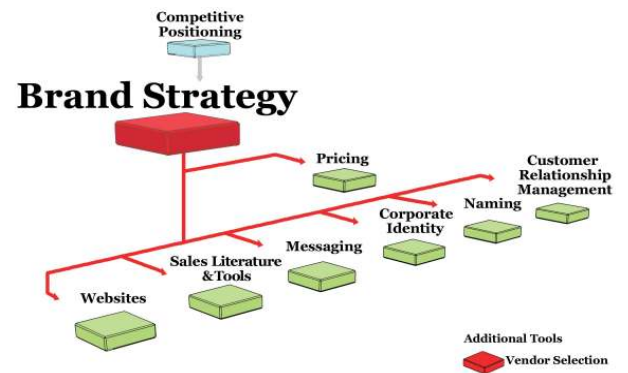 Competitive
Positioning
Brand Strategy
Pricing
Customer
Relationship
Management
Naming
Corporate
Identity
Messaging
Sales Literature
&Tools
Websites
Additional Tools
Vendor Selection